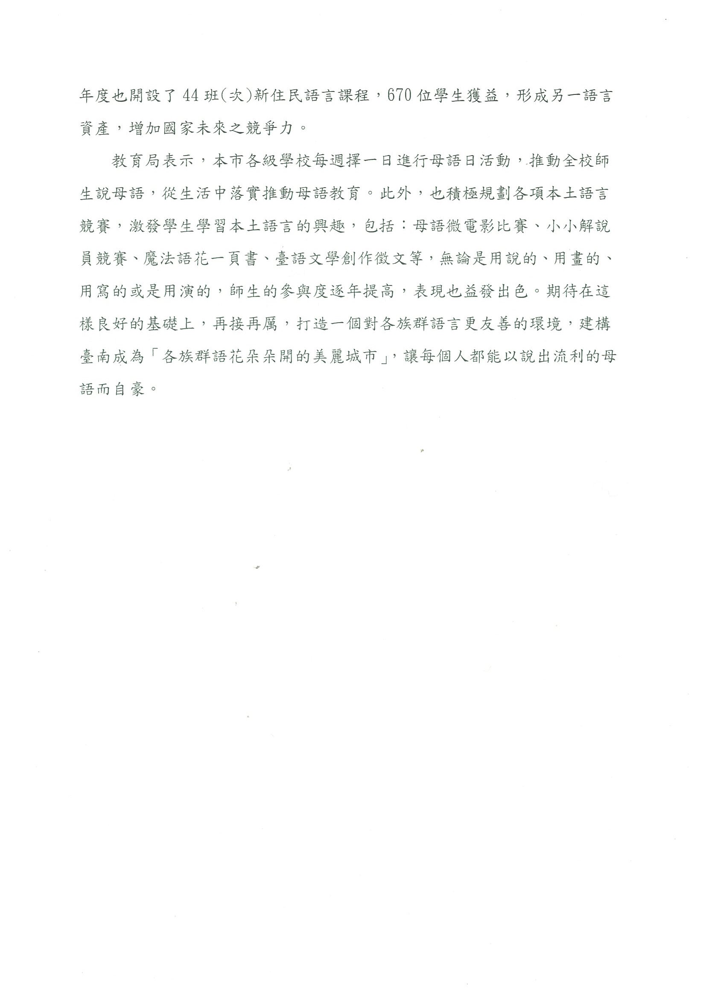 年度也開設了 44 班(次)新住民語言課程，670 位學生獲益，形成另一語言
資產，增加國家未來之競爭力。
教育局表示，本市各級學校每週擇一日進行母語日活動，推動全校師
生說母語，從生活中落實推動母語教育。此外，也積極規劃各項本土語言
競賽，激發學生學習本土語言的興趣，包括：母語微電影比賽、小小解說
員競賽、魔法語花一頁書、臺語文學創作徵文等，無論是用說的、用畫的、
用寫的或是用演的，師生的參與度逐年提高，表現也益發出色。期待在這
樣良好的基礎上，再接再厲，打造一個對各族群語言更友善的環境，建構
臺南成為「各族群語花朵朵開的美麗城市」，讓每個人都能以說出流利的母
語而自豪。